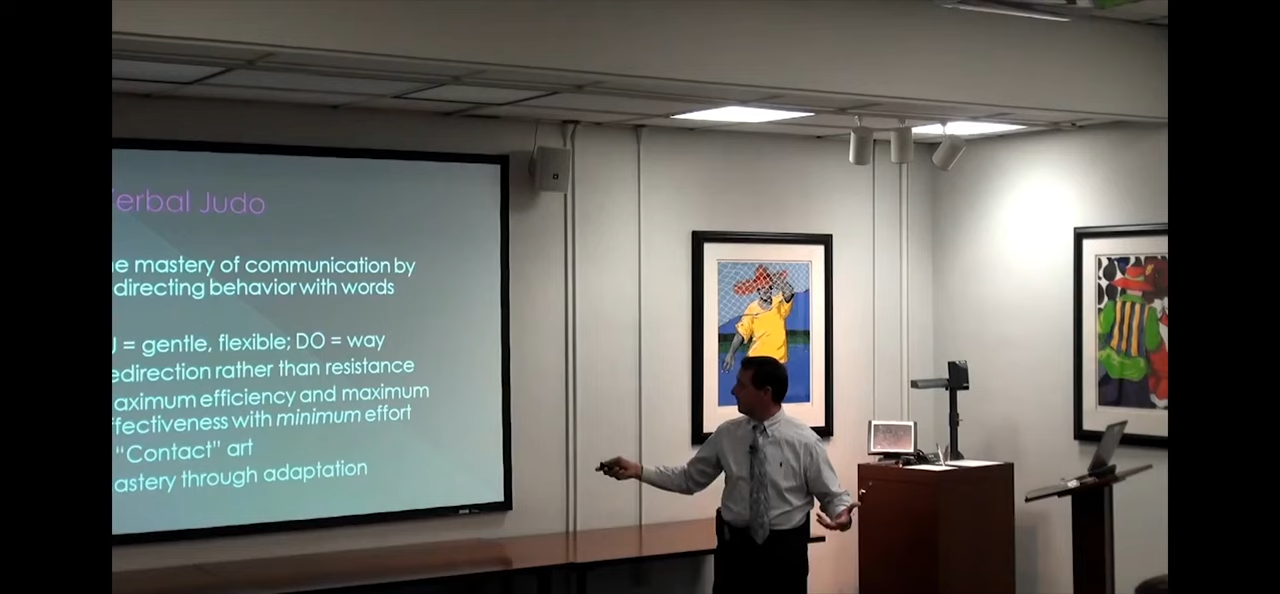 erbal Judo
e mastery of communication by
directing behavior with words
= gentle, flexible; DO = way
edirection rather than resistance
aximum efficiency and maximum
ffectiveness with minimum effort
"Contact" art
astery through adaptation